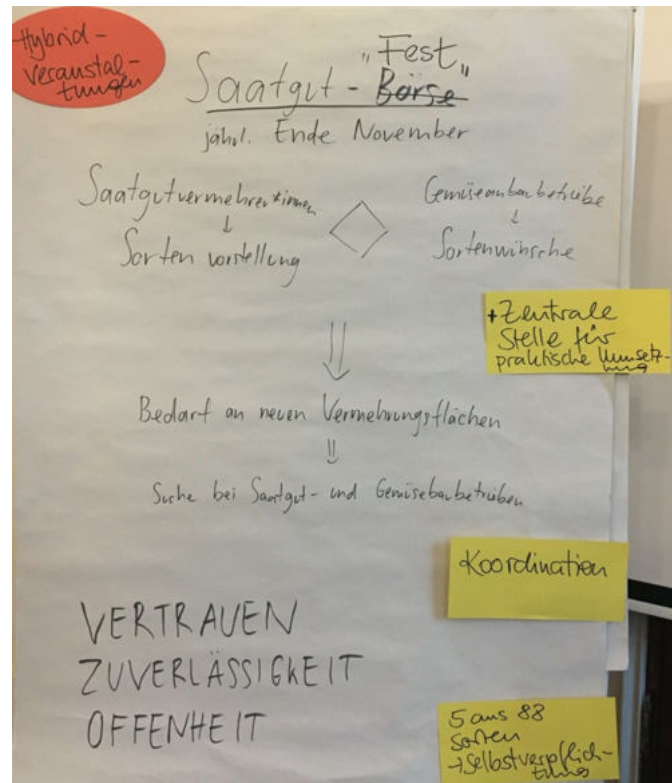 Hybrid-
veranstal-
tungen
"Fest"
Saatgut - Börse
jährl. Ende November
Saatgutvermehrer*innen
↓
Sorten vorstellung
Gemüseanbaubetriebe
↓
Sortenwünsche
+ Zentrale
Stelle für
praktische Umsetz-
ung
⇓
Bedarf an neuen Vermehrungsflächen
⇓
Suche bei Saatgut- und Gemüsebaubetrieben
Koordination
VERTRAUEN
ZUVERLÄSSIGKEIT
OFFENHEIT
5 aus 88
Sorten
→ Selbstverpflich-
tung